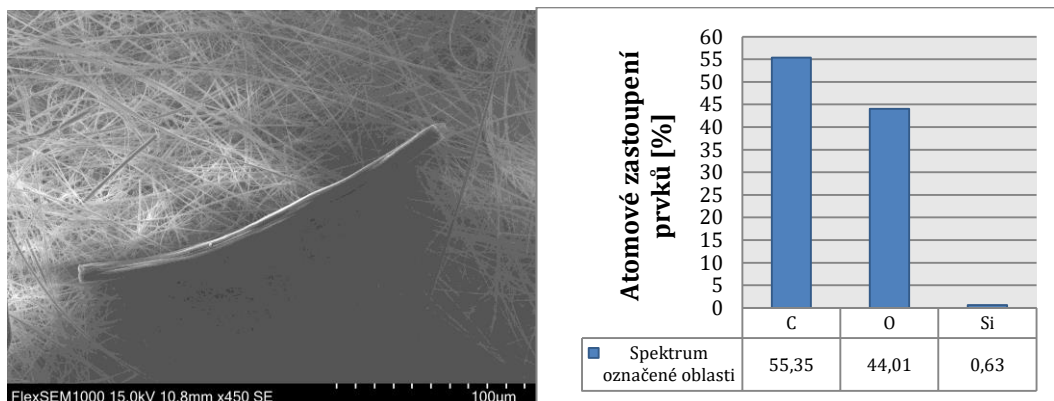 FlexSEM1000 15.0kV 10.8mm x450 SE
100um
Atomové zastoupení
prvků [%]
60
55
50
45
40
35
30
25
20
15
10
5
0
C O Si
Spektrum
označené oblasti
55,35 44,01 0,63